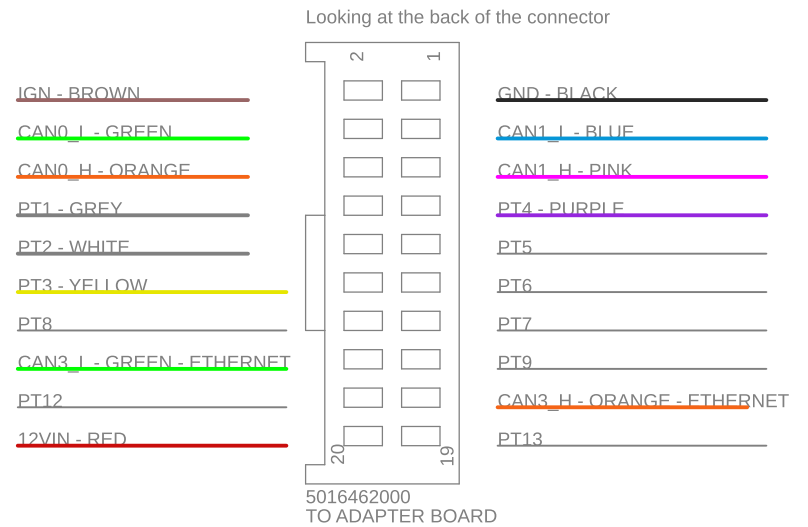 Looking at the back of the connector
2 1
IGN - BROWN
CAN0_L - GREEN
CAN0_H - ORANGE
PT1 - GREY
PT2 - WHITE
PT3 - YELLOW
PT8
CAN3_L - GREEN - ETHERNET
PT12
12VIN - RED
GND - BLACK
CAN1_L - BLUE
CAN1_H - PINK
PT4 - PURPLE
PT5
PT6
PT7
PT9
CAN3_H - ORANGE - ETHERNET
PT13
20 19
5016462000
TO ADAPTER BOARD